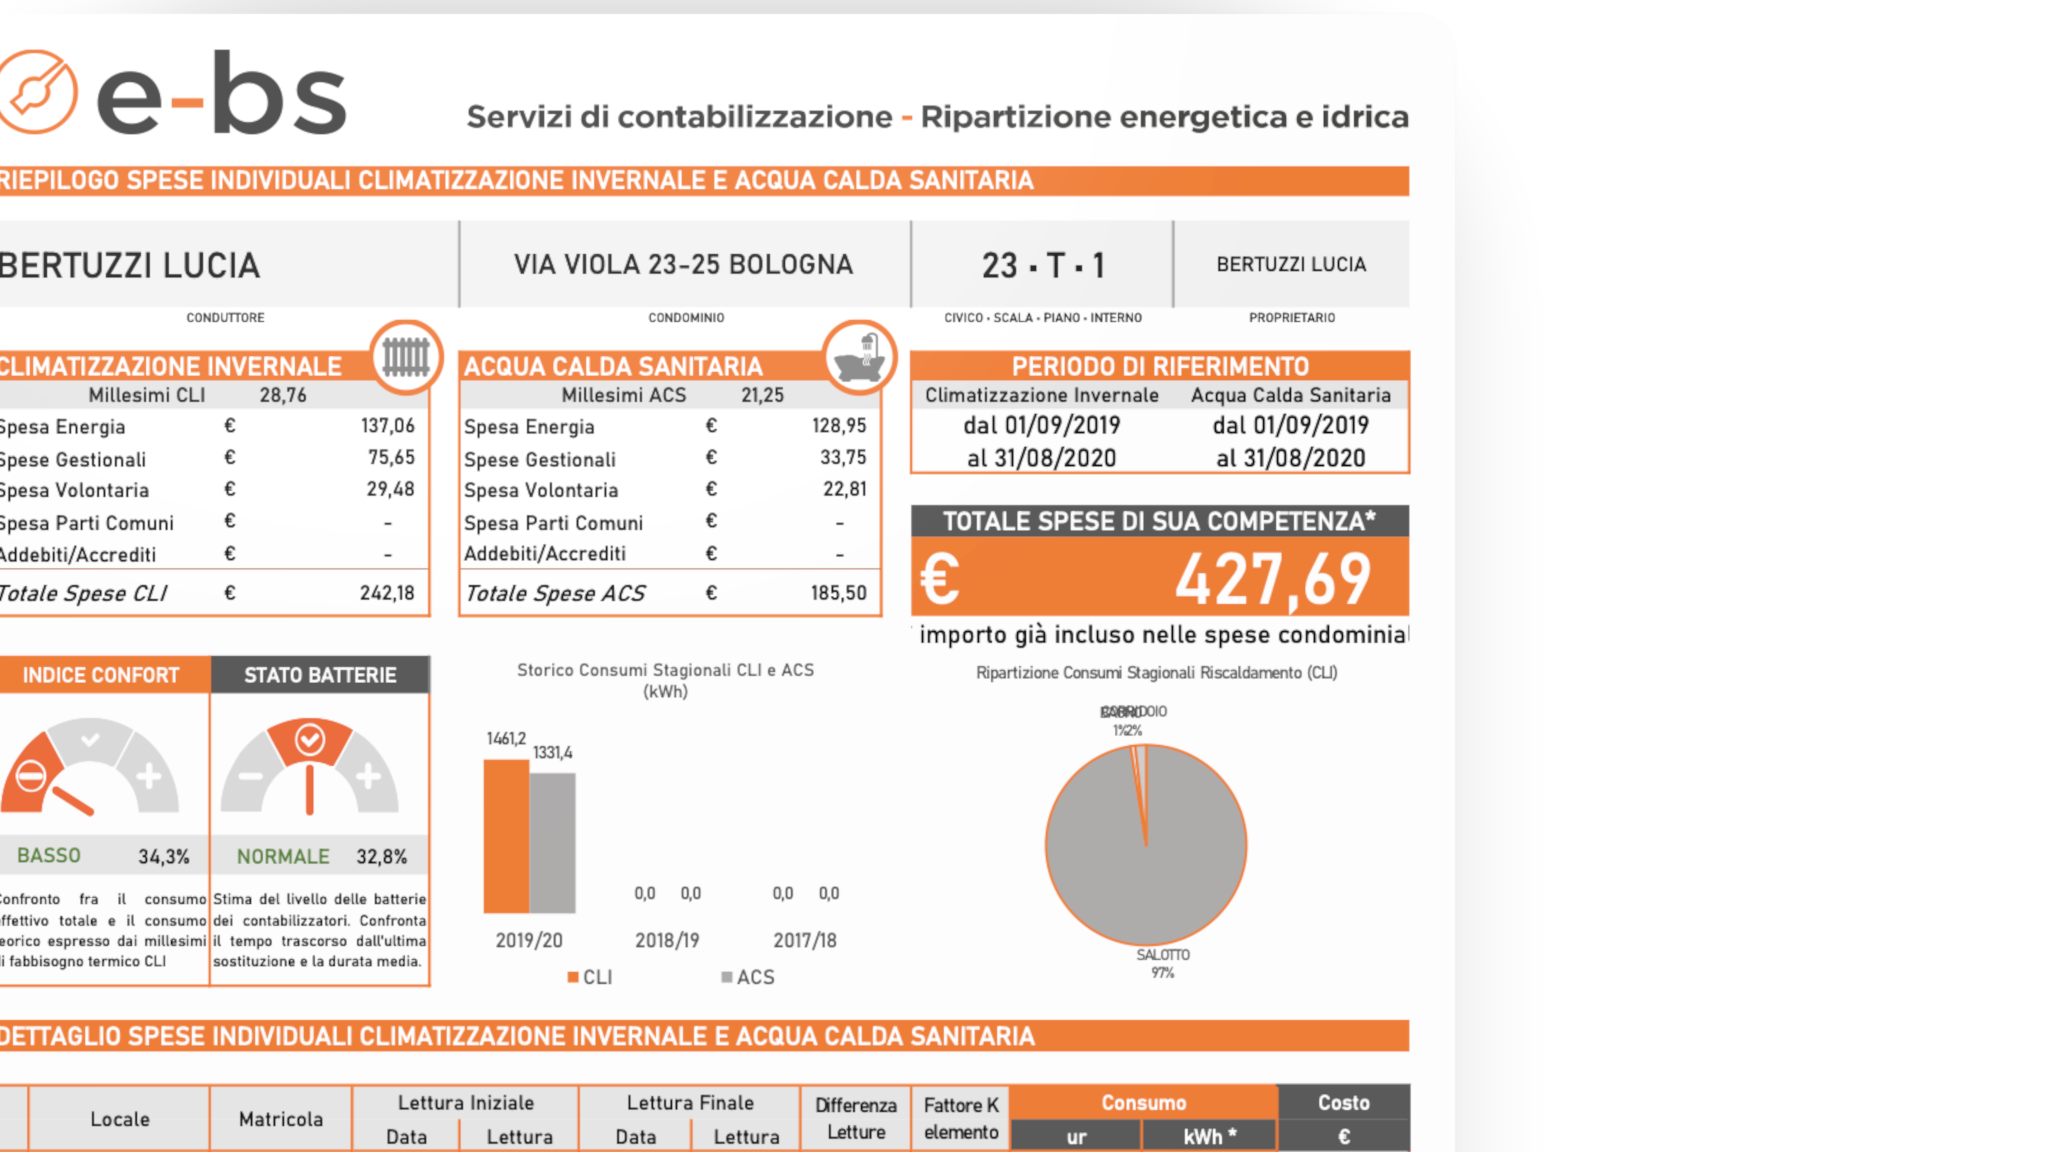 e-bs
Servizi di contabilizzazione - Ripartizione energetica e idrica
RIEPILOGO SPESE INDIVIDUALI CLIMATIZZAZIONE INVERNALE E ACQUA CALDA SANITARIA
BERTUZZI LUCIA
VIA VIOLA 23-25 BOLOGNA
23 · T · 1
BERTUZZI LUCIA
CONDUTTORE
CONDOMINIO
CIVICO · SCALA · PIANO · INTERNO
PROPRIETARIO
CLIMATIZZAZIONE INVERNALE
Millesimi CLI 28,76
Spesa Energia € 137,06
Spese Gestionali € 75,65
Spesa Volontaria € 29,48
Spesa Parti Comuni € -
Addebiti/Accrediti € -
Totale Spese CLI € 242,18
ACQUA CALDA SANITARIA
Millesimi ACS 21,25
Spesa Energia € 128,95
Spese Gestionali € 33,75
Spesa Volontaria € 22,81
Spesa Parti Comuni € -
Addebiti/Accrediti € -
Totale Spese ACS € 185,50
PERIODO DI RIFERIMENTO
Climatizzazione Invernale Acqua Calda Sanitaria
dal 01/09/2019 dal 01/09/2019
al 31/08/2020 al 31/08/2020
TOTALE SPESE DI SUA COMPETENZA*
€ 427,69
importo già incluso nelle spese condominial
INDICE CONFORT
BASSO 34,3%
Confronto fra il consumo
effettivo totale e il consumo
teorico espresso dai millesimi
di fabbisogno termico CLI
STATO BATTERIE
NORMALE 32,8%
Stima del livello delle batterie
dei contabilizzatori. Confronta
il tempo trascorso dall'ultima
sostituzione e la durata media.
Storico Consumi Stagionali CLI e ACS
(kWh)
1461,2
1331,4
0,0 0,0 0,0 0,0
2019/20 2018/19 2017/18
CLI ACS
Ripartizione Consumi Stagionali Riscaldamento (CLI)
CORRIDOIO
1% 2%
SALOTTO
97%
DETTAGLIO SPESE INDIVIDUALI CLIMATIZZAZIONE INVERNALE E ACQUA CALDA SANITARIA
Locale
Matricola
Lettura Iniziale
Data Lettura
Lettura Finale
Data Lettura
Differenza
Letture
Fattore K
elemento
Consumo
ur kWh *
Costo
€